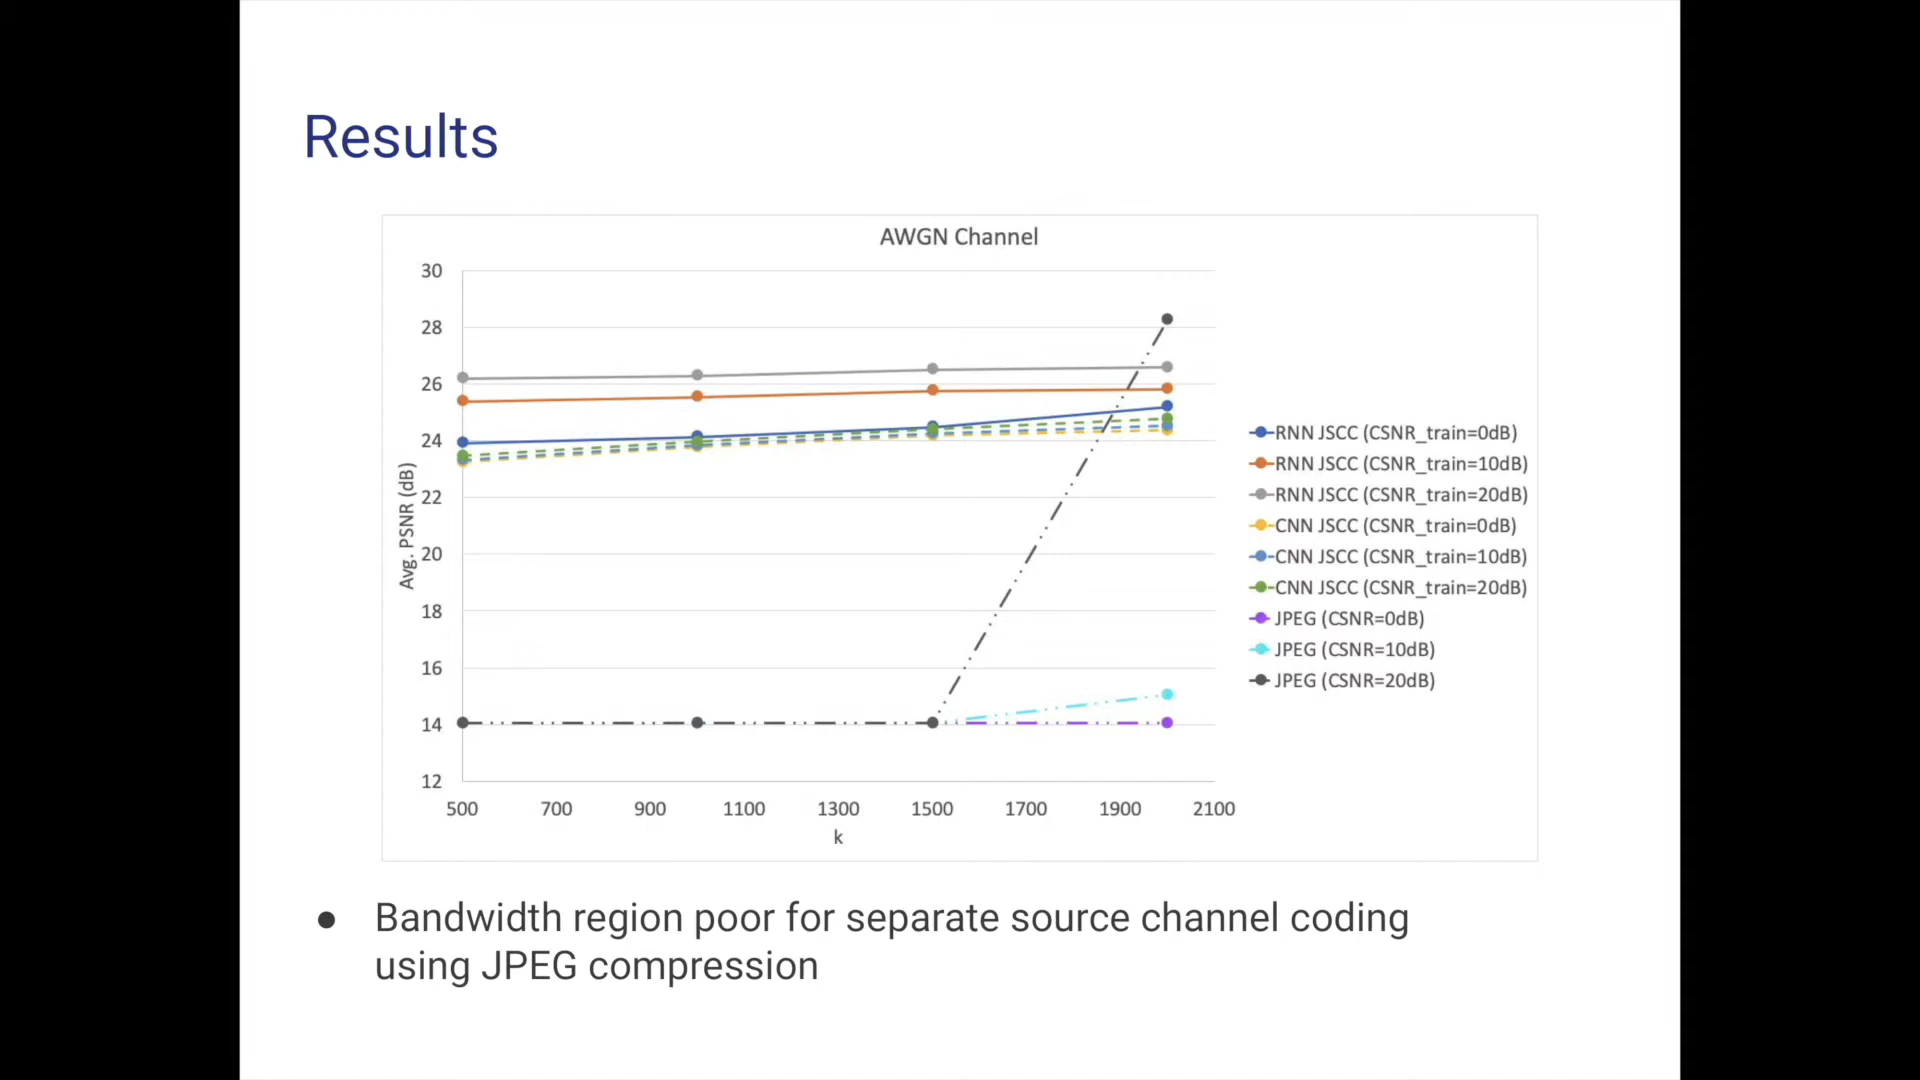 Results
AWGN Channel
30
28
26
24
22
20
18
16
14
12
Avg. PSNR (dB)
500 700 900 1100 1300 1500 1700 1900 2100
k
RNN JSCC (CSNR_train=0dB)
RNN JSCC (CSNR_train=10dB)
RNN JSCC (CSNR_train=20dB)
CNN JSCC (CSNR_train=0dB)
CNN JSCC (CSNR_train=10dB)
CNN JSCC (CSNR_train=20dB)
JPEG (CSNR=0dB)
JPEG (CSNR=10dB)
JPEG (CSNR=20dB)
● Bandwidth region poor for separate source channel coding
using JPEG compression